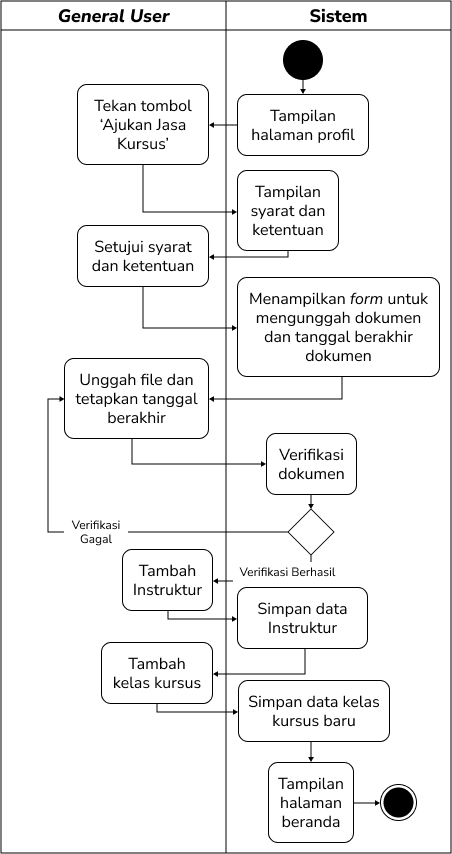 General User
Sistem
Tampilan
halaman profil
Tekan tombol
‘Ajukan Jasa
Kursus’
Tampilan
syarat dan
ketentuan
Setujui syarat
dan ketentuan
Menampilkan form untuk
mengunggah dokumen
dan tanggal berakhir
dokumen
Unggah file dan
tetapkan tanggal
berakhir
Verifikasi
dokumen
Verifikasi
Gagal
Verifikasi Berhasil
Tambah
Instruktur
Simpan data
Instruktur
Tambah
kelas kursus
Simpan data kelas
kursus baru
Tampilan
halaman
beranda